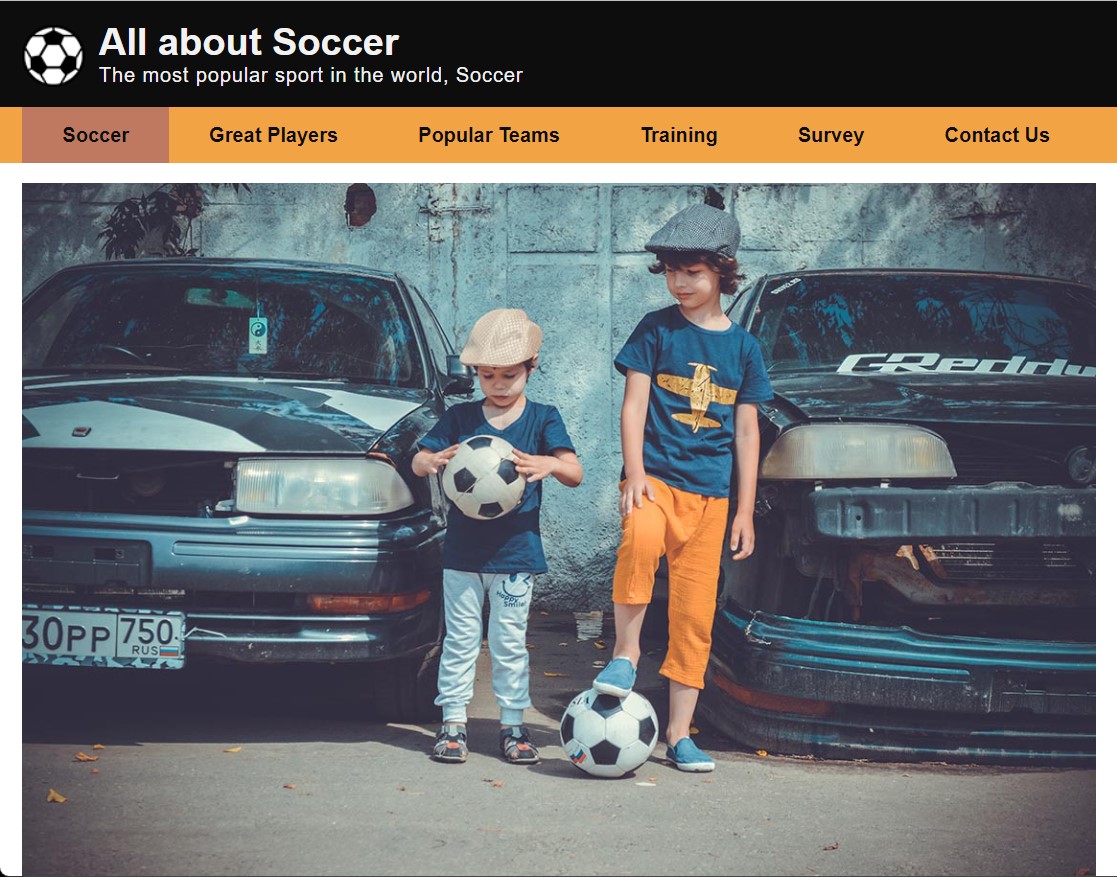 All about Soccer
The most popular sport in the world, Soccer
Soccer Great Players Popular Teams Training Survey Contact Us
GReddy
30PP 750
RUS
Happy
Smile!